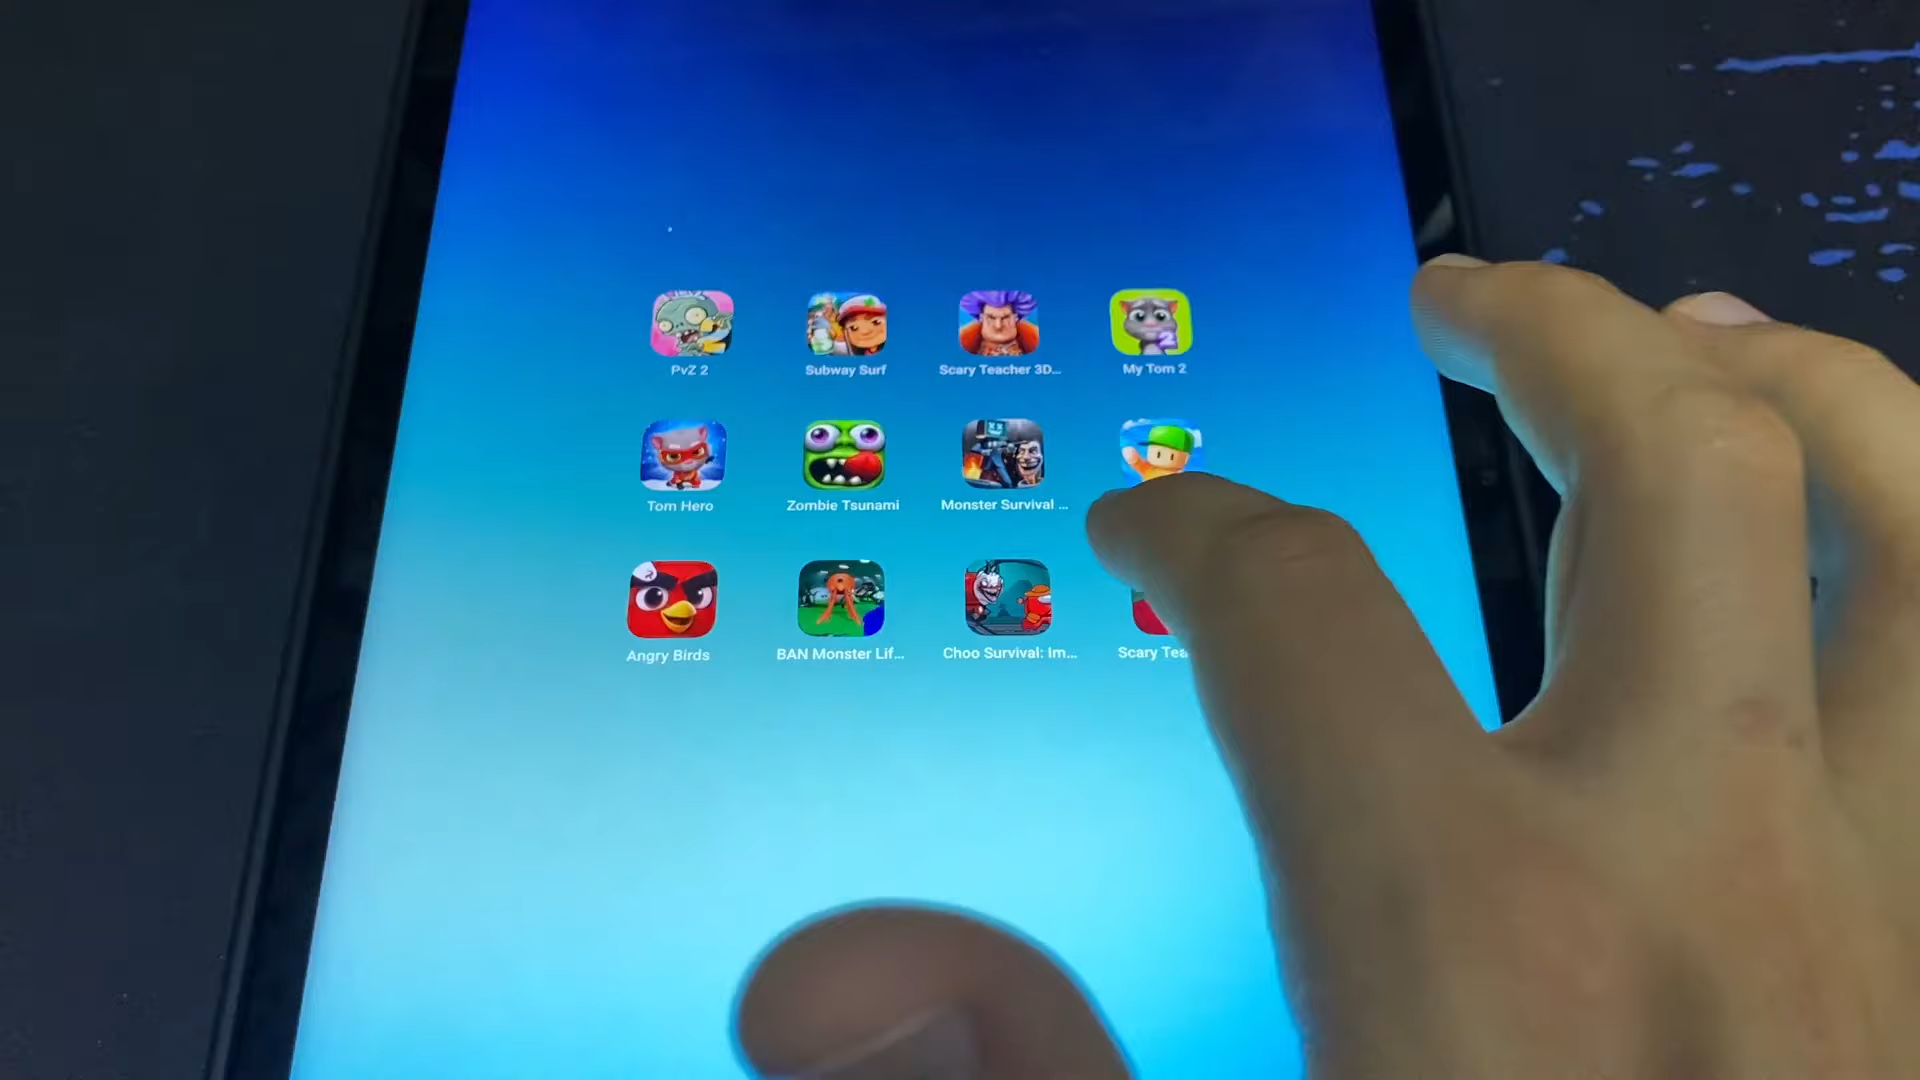 PvZ 2
Subway Surf
Scary Teacher 3D...
My Tom 2
Tom Hero
Zombie Tsunami
Monster Survival ...
Angry Birds
BAN Monster Lif...
Choo Survival: Im...
Scary